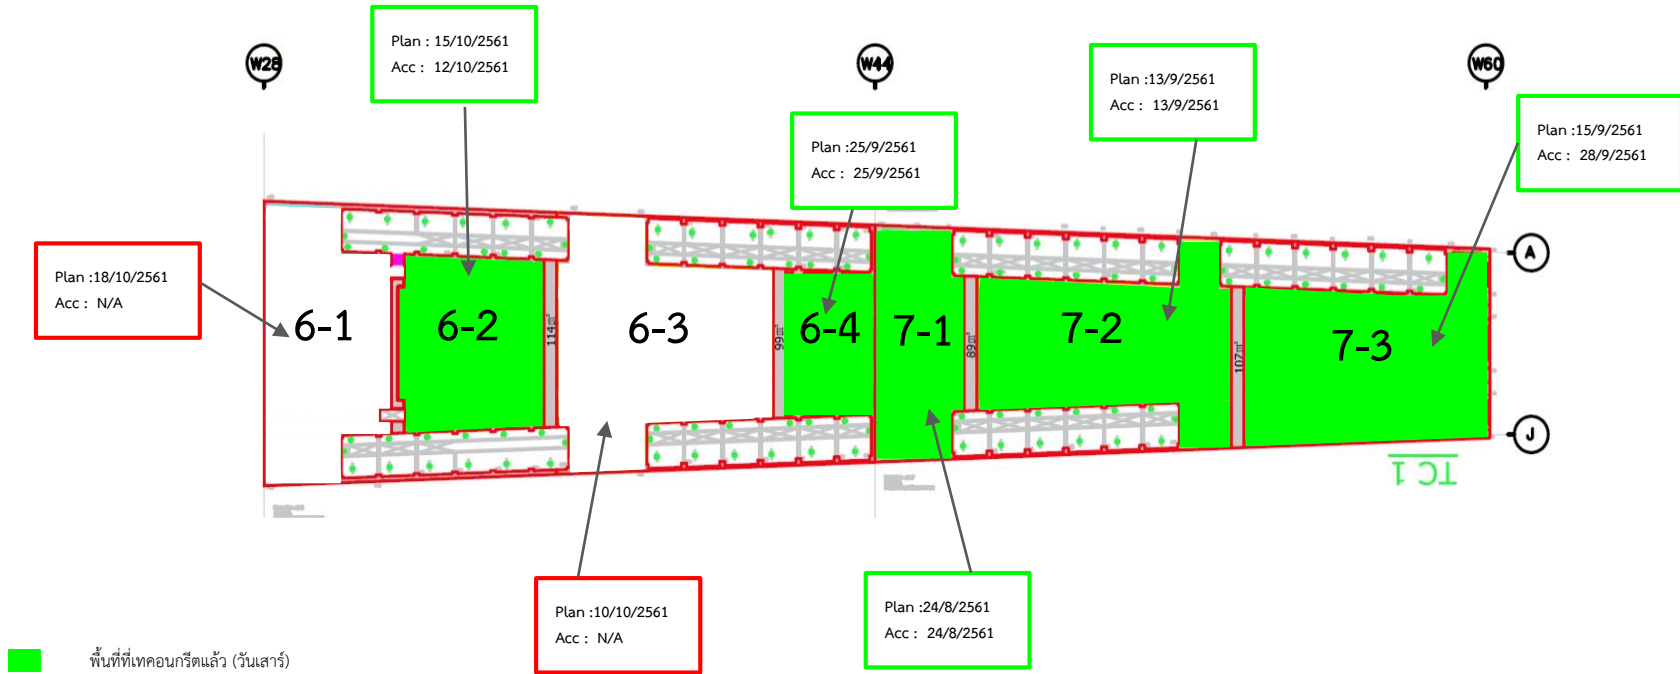 Plan : 15/10/2561
Acc : 12/10/2561
W28
W44
W60
Plan :13/9/2561
Acc : 13/9/2561
Plan :25/9/2561
Acc : 25/9/2561
Plan :15/9/2561
Acc : 28/9/2561
Plan :18/10/2561
Acc : N/A
A
6-1
6-2
114m²
6-3
99m²
6-4
7-1
89m²
7-2
107m²
7-3
J
TC 1
Plan :10/10/2561
Acc : N/A
Plan :24/8/2561
Acc : 24/8/2561
พื้นที่ที่เทคอนกรีตแล้ว (วันเสาร์)